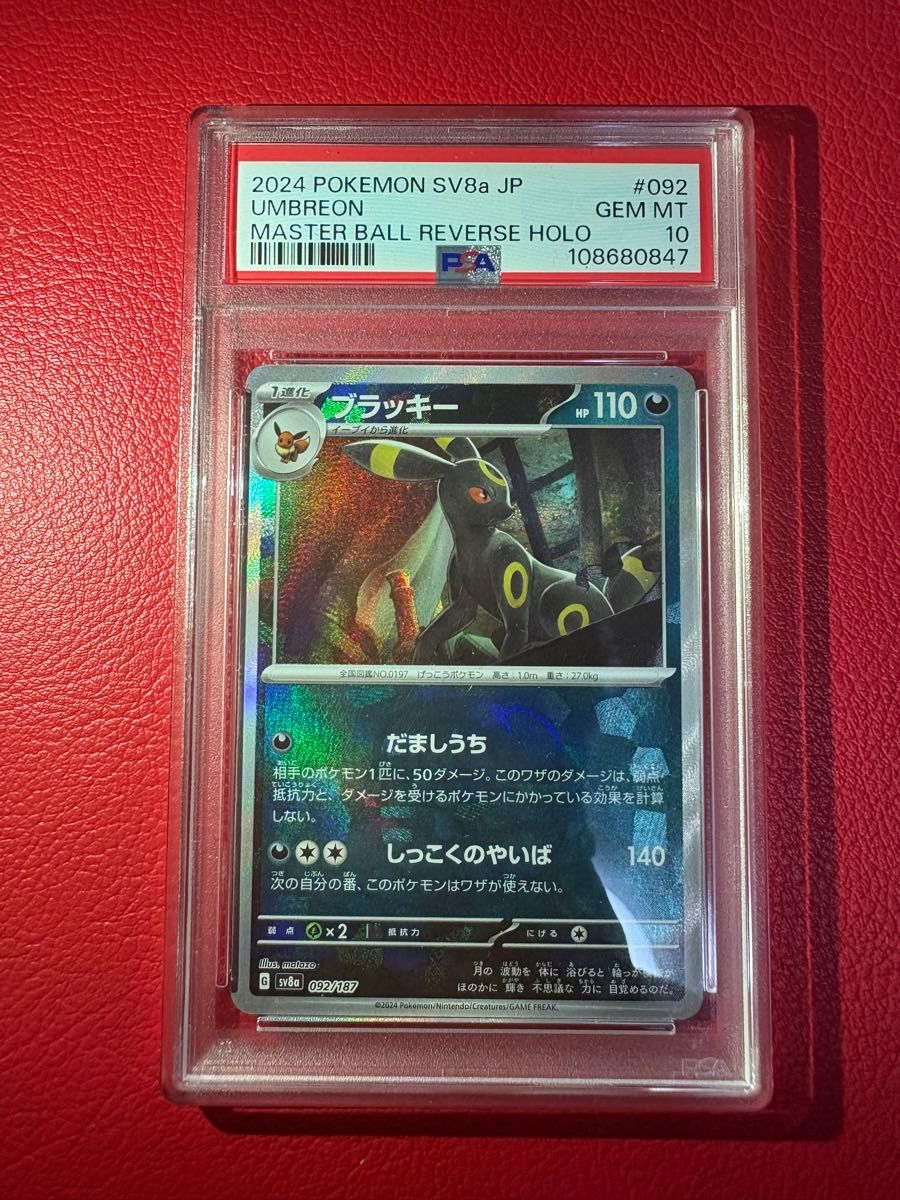 2024 POKEMON SV8a JP #092
UMBREON GEM MT
MASTER BALL REVERSE HOLO 10
PSA 108680847
1進化 ブラッキー HP 110
イーブイから進化
全国図鑑NO.0197 げっこうポケモン 高さ：1.0m 重さ：27.0kg
だましうち
相手のポケモン1匹に、50ダメージ。このワザのダメージは、弱点・
抵抗力と、ダメージを受けるポケモンにかかっている効果を計算
しない。
しっこくのやいば 140
次の自分の番、このポケモンはワザが使えない。
弱点 ×2 抵抗力 にげる
Illus. matazo
月の 波動を 体に 浴びると 輪っか
ほのかに 輝き 不思議な 力に 目覚めるのだ。
G sv8a 092/187
©2024 Pokémon/Nintendo/Creatures/GAME FREAK.
PSA